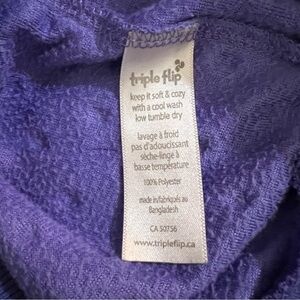 triple flip
keep it soft & cozy
with a cool wash
low tumble dry
lavage à froid
pas d'adoucissant
sèche-linge à
basse température
100% Polyester
made in/fabriqués au
Bangladesh
CA 50756
www.tripleflip.ca